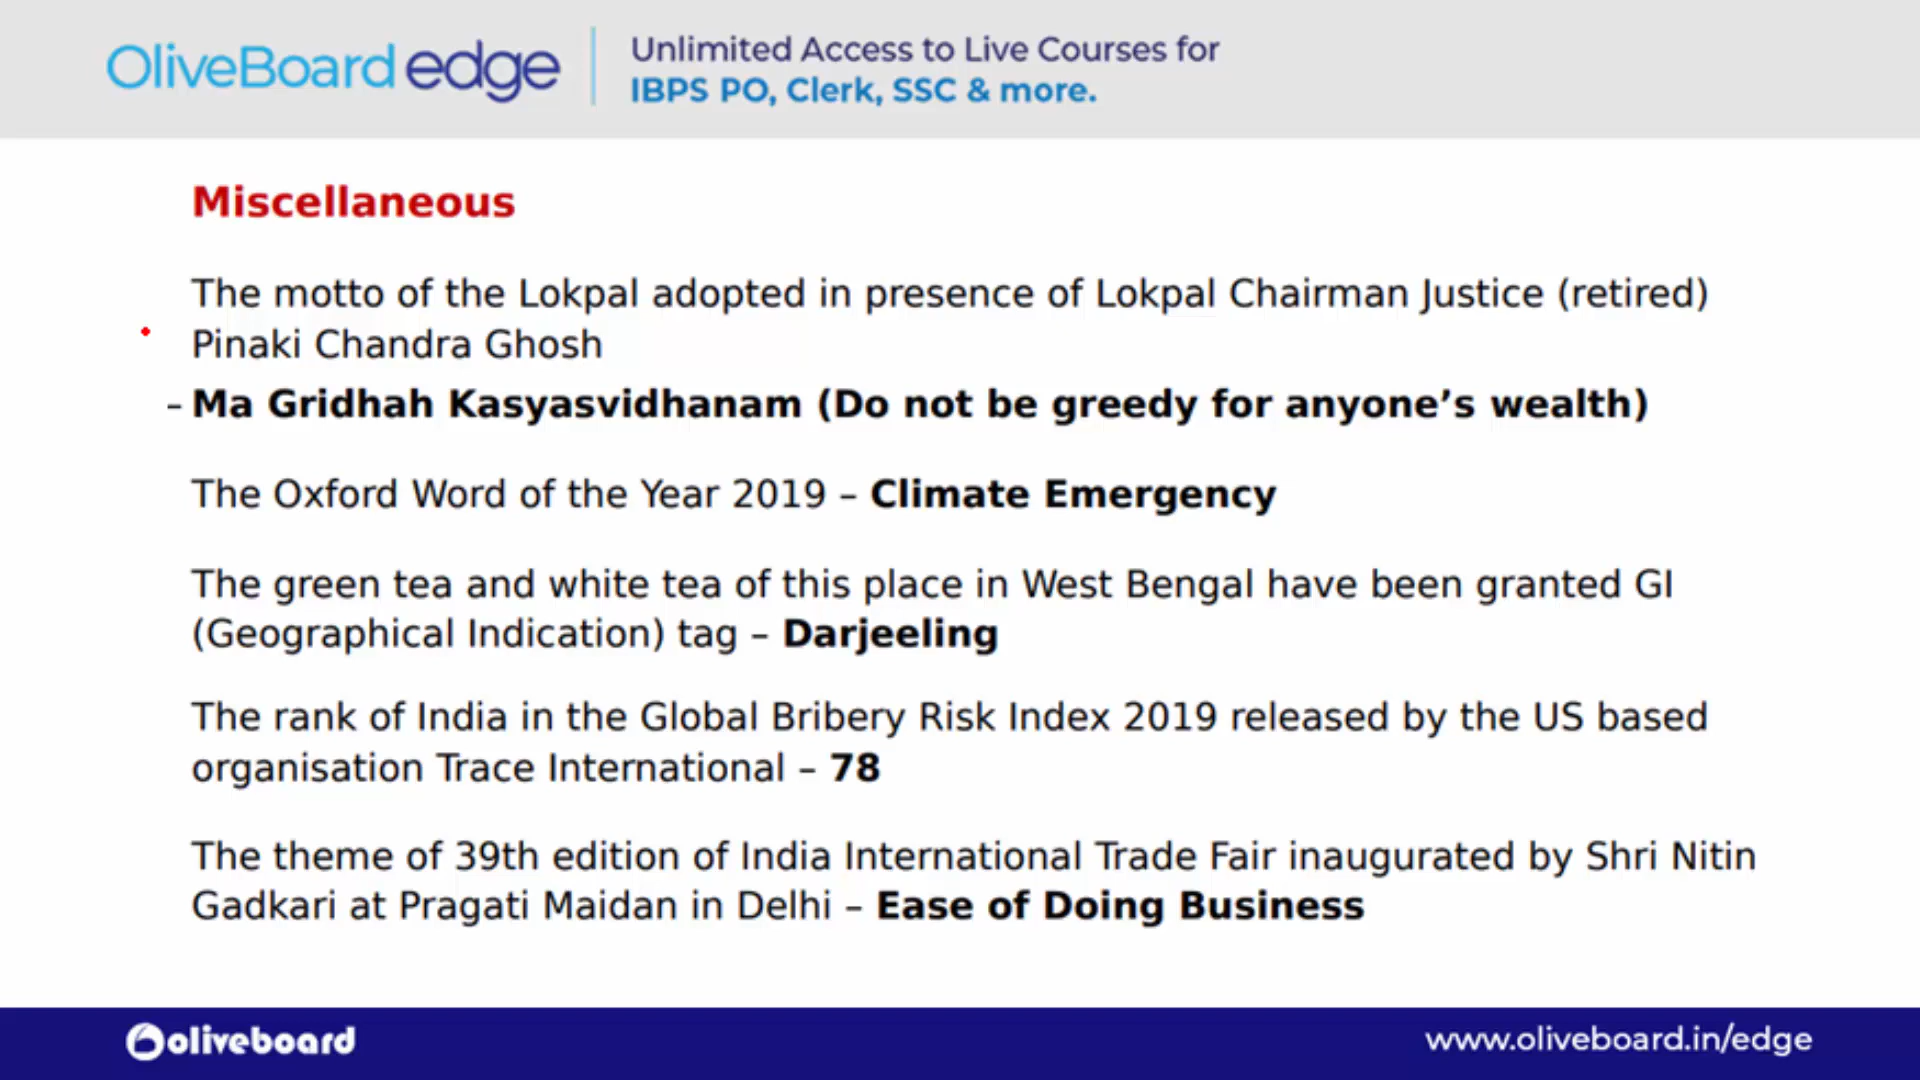 OliveBoard edge
Unlimited Access to Live Courses for
IBPS PO, Clerk, SSC & more.
Miscellaneous
The motto of the Lokpal adopted in presence of Lokpal Chairman Justice (retired)
Pinaki Chandra Ghosh
– Ma Gridhah Kasyasvidhanam (Do not be greedy for anyone’s wealth)
The Oxford Word of the Year 2019 – Climate Emergency
The green tea and white tea of this place in West Bengal have been granted GI
(Geographical Indication) tag – Darjeeling
The rank of India in the Global Bribery Risk Index 2019 released by the US based
organisation Trace International – 78
The theme of 39th edition of India International Trade Fair inaugurated by Shri Nitin
Gadkari at Pragati Maidan in Delhi – Ease of Doing Business
oliveboard
www.oliveboard.in/edge